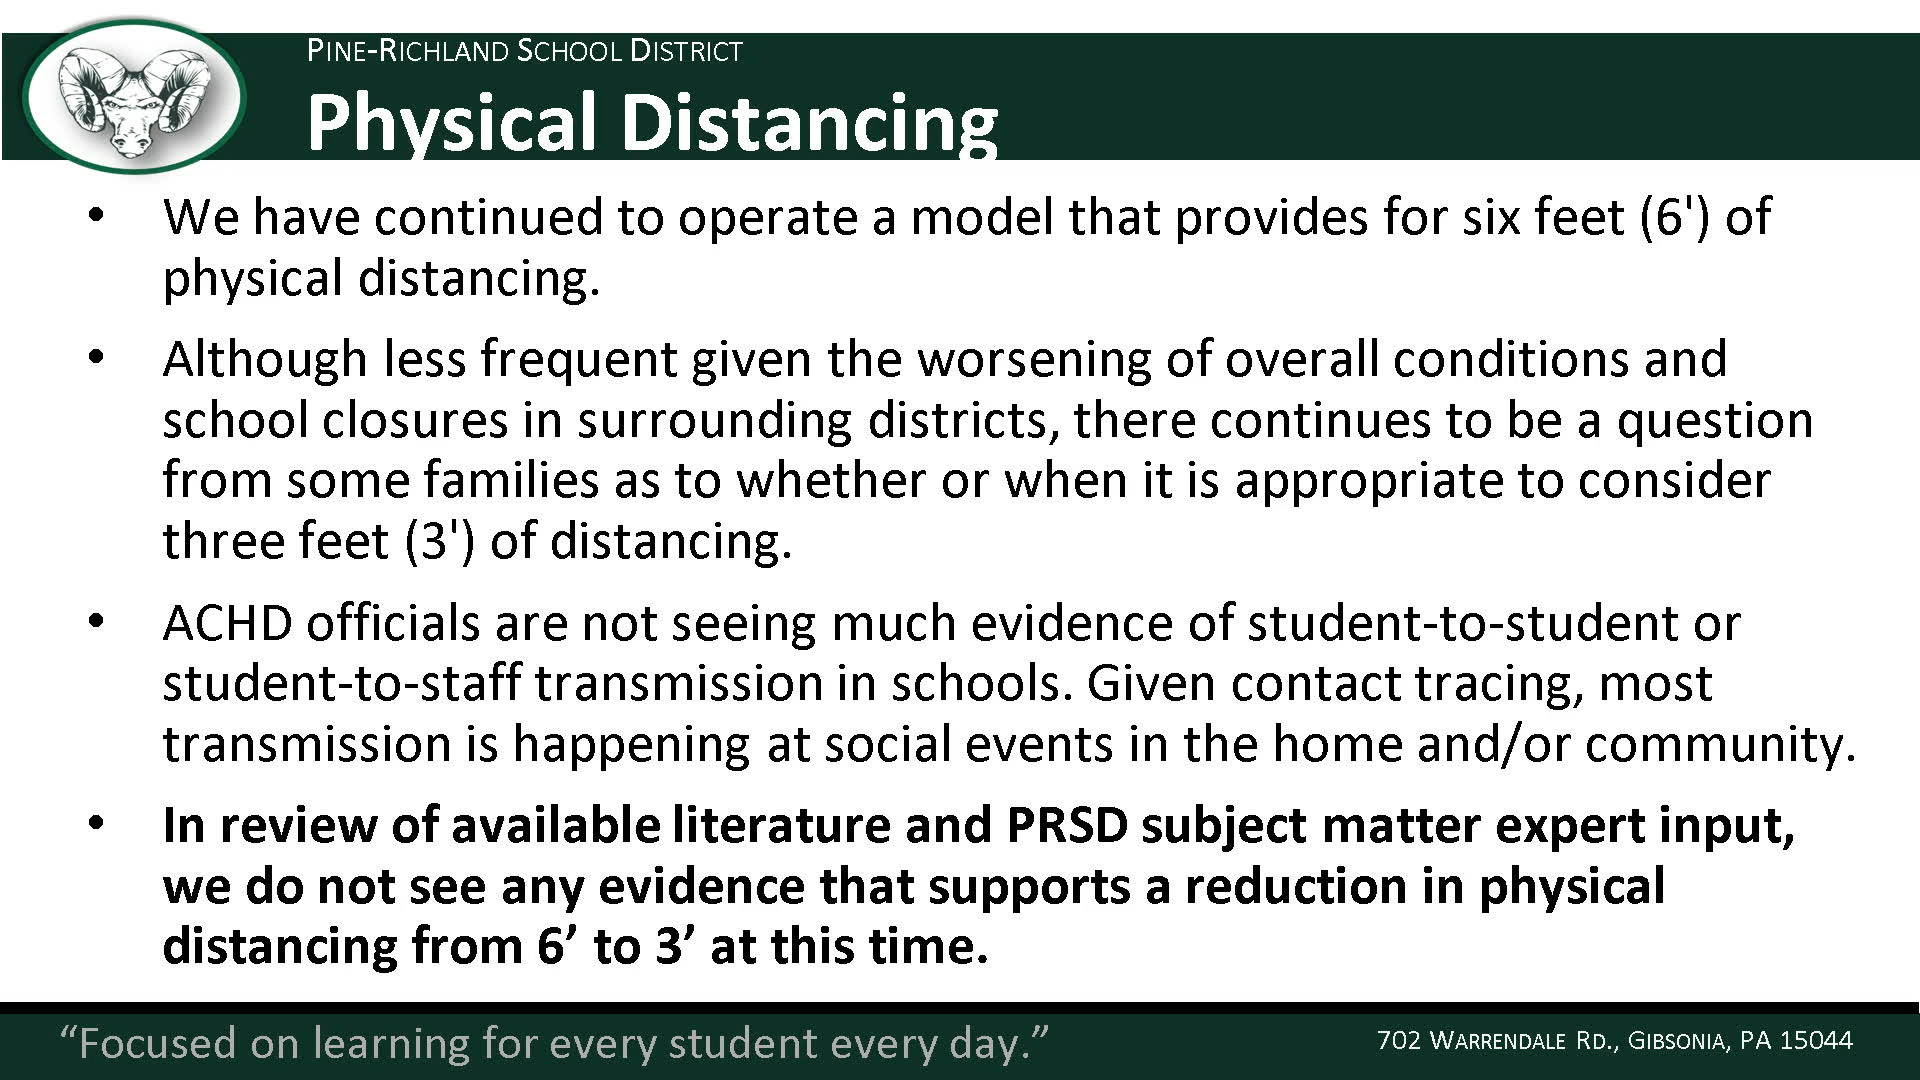 PINE-RICHLAND SCHOOL DISTRICT
Physical Distancing
• We have continued to operate a model that provides for six feet (6') of
physical distancing.
• Although less frequent given the worsening of overall conditions and
school closures in surrounding districts, there continues to be a question
from some families as to whether or when it is appropriate to consider
three feet (3') of distancing.
• ACHD officials are not seeing much evidence of student-to-student or
student-to-staff transmission in schools. Given contact tracing, most
transmission is happening at social events in the home and/or community.
• In review of available literature and PRSD subject matter expert input,
we do not see any evidence that supports a reduction in physical
distancing from 6’ to 3’ at this time.
“Focused on learning for every student every day.”
702 WARRENDALE RD., GIBSONIA, PA 15044